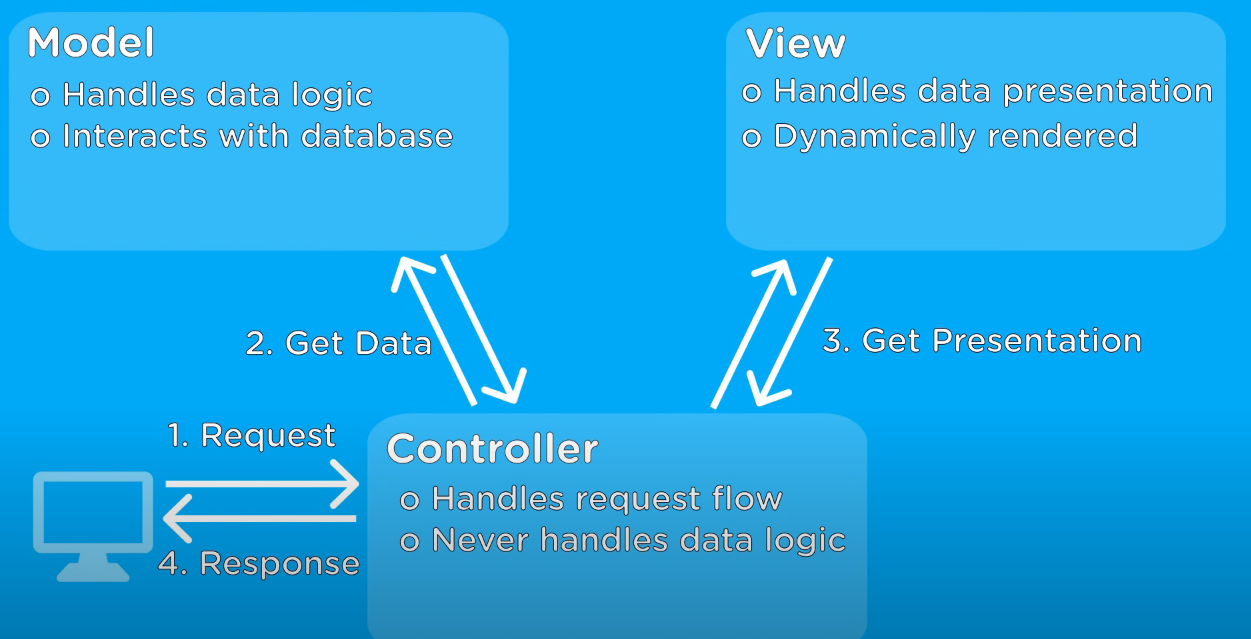 Model
o Handles data logic
o Interacts with database
View
o Handles data presentation
o Dynamically rendered
2. Get Data
3. Get Presentation
1. Request
4. Response
Controller
o Handles request flow
o Never handles data logic